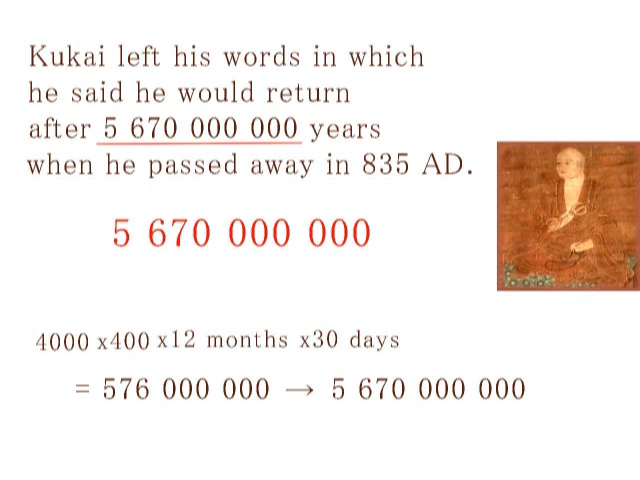 Kukai left his words in which
he said he would return
after 5 670 000 000 years
when he passed away in 835 AD.
5 670 000 000
4000 x400 x12 months x30 days
= 576 000 000 → 5 670 000 000